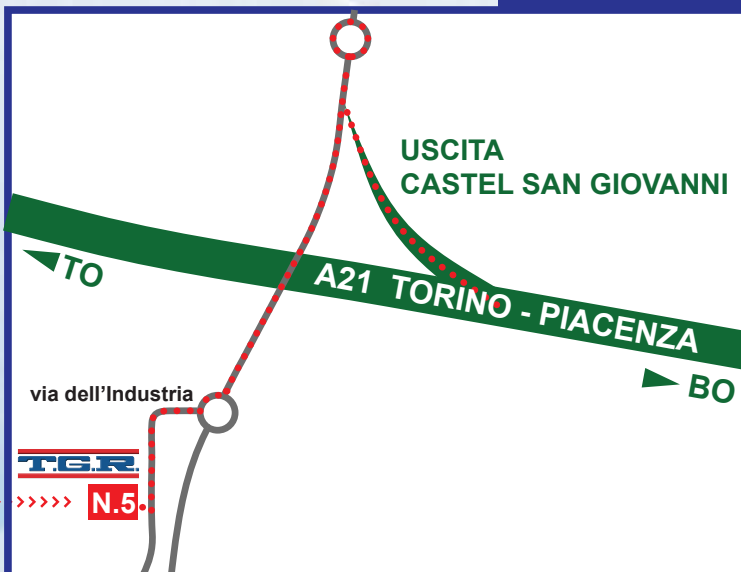 USCITA
CASTEL SAN GIOVANNI
TO
A21 TORINO - PIACENZA
BO
via dell’Industria
T.G.R.
>>>>> N.5